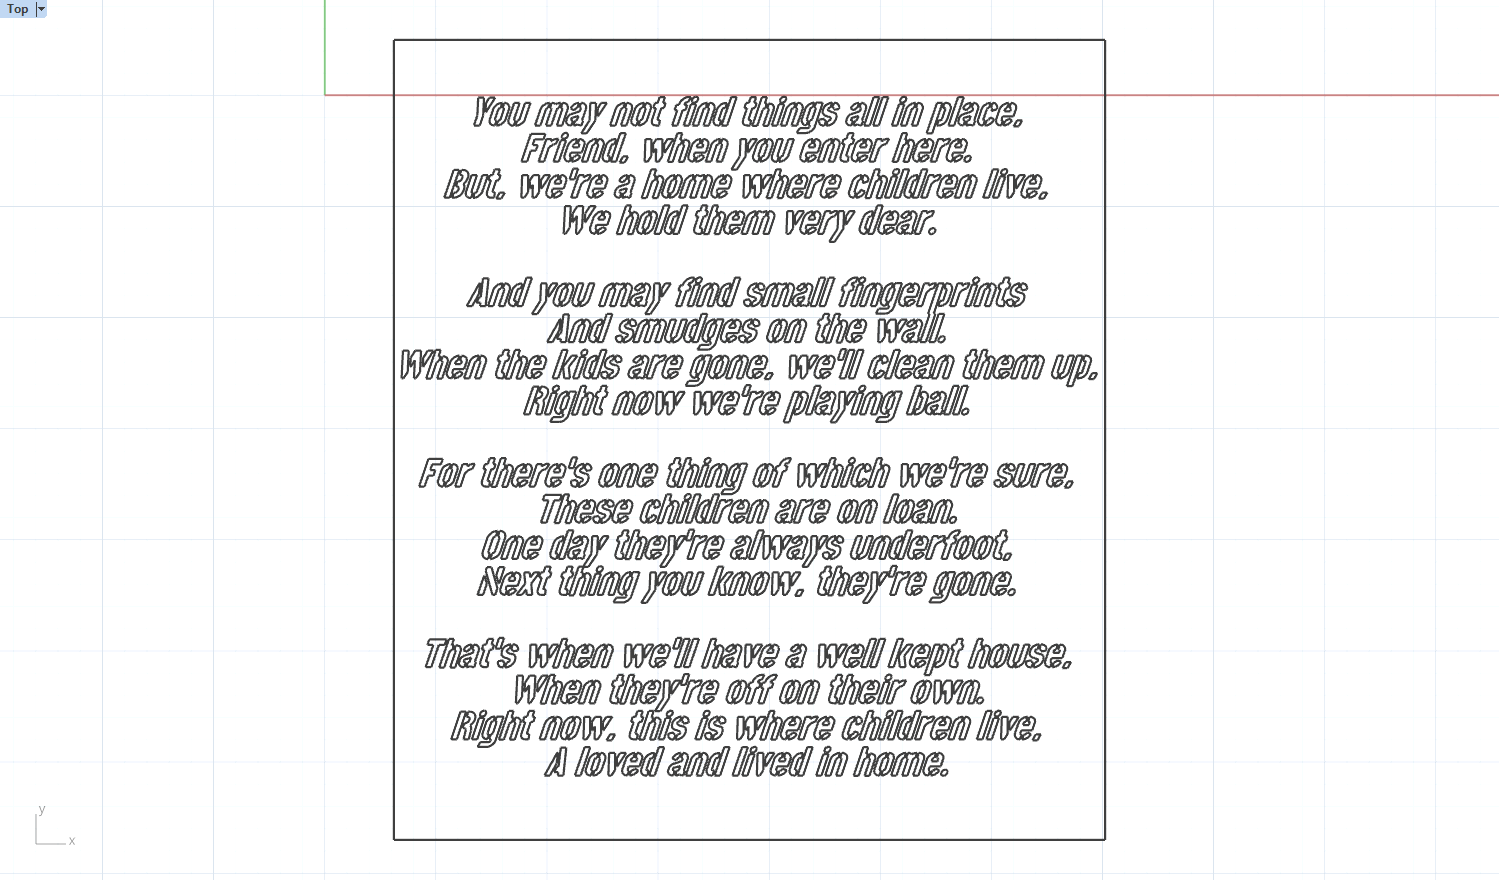 Top
You may not find things all in place,
Friend, when you enter here.
But, we're a home where children live,
We hold them very dear.
And you may find small fingerprints
And smudges on the wall.
When the kids are gone, we'll clean them up,
Right now we're playing ball.
For there's one thing of which we're sure,
These children are on loan.
One day they're always underfoot,
Next thing you know, they're gone.
That's when we'll have a well kept house,
When they're off on their own.
Right now, this is where children live,
A loved and lived in home.
y
x